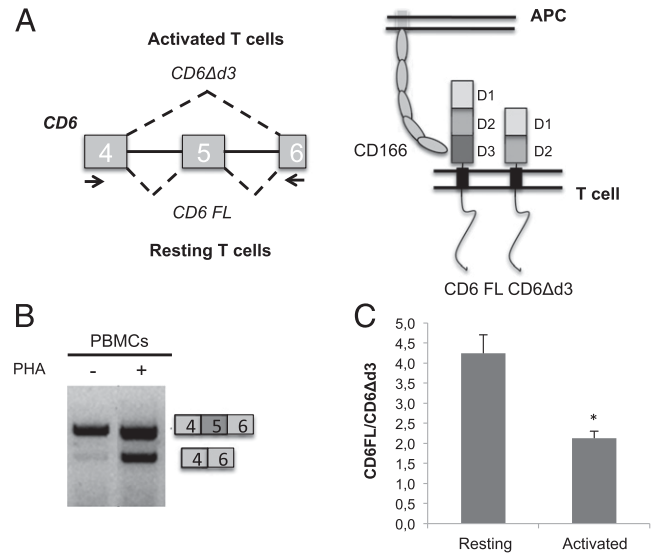 A
Activated T cells
CD6Δd3
CD6
4
5
6
CD6 FL
Resting T cells
APC
CD166
D1
D2
D3
D1
D2
T cell
CD6 FL CD6Δd3
B
PBMCs
PHA - +
4 5 6
4 6
C
CD6FL/CD6Δd3
5,0
4,5
4,0
3,5
3,0
2,5
2,0
1,5
1,0
0,5
0,0
*
Resting Activated